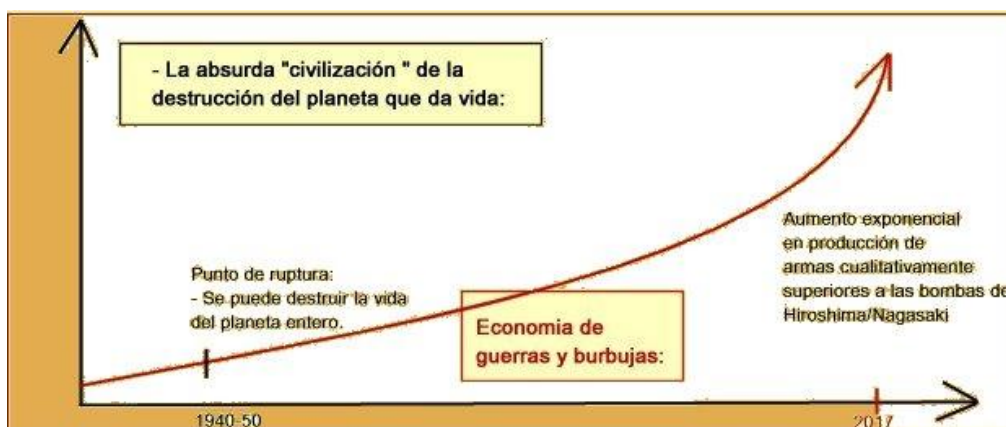 - La absurda "civilización " de la
destrucción del planeta que da vida:
Punto de ruptura:
- Se puede destruir la vida
del planeta entero.
Economia de
guerras y burbujas:
Aumento exponencial
en producción de
armas cualitativamente
superiores a las bombas de
Hiroshima/Nagasaki
1940-50
2017